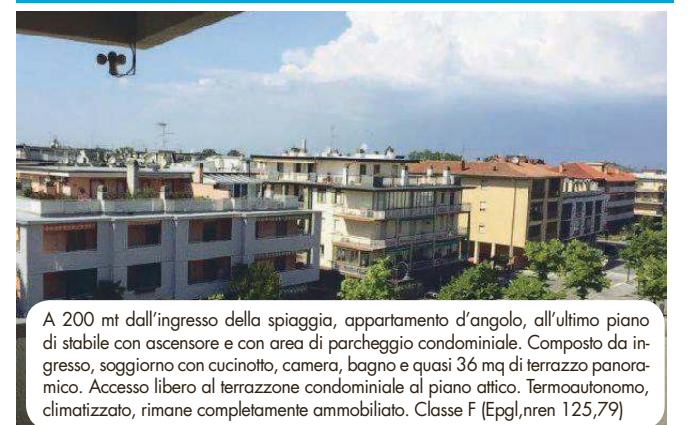 A 200 mt dall'ingresso della spiaggia, appartamento d'angolo, all'ultimo piano
di stabile con ascensore e con area di parcheggio condominiale. Composto da in-
gresso, soggiorno con cucinotto, camera, bagno e quasi 36 mq di terrazzo panora-
mico. Accesso libero al terrazzone condominiale al piano attico. Termoautonomo,
climatizzato, rimane completamente ammobiliato. Classe F (Epgl,nren 125,79)